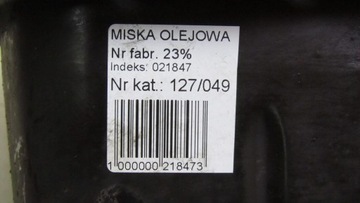 MISKA OLEJOWA
Nr fabr. 23%
Indeks: 021847
Nr kat.: 127/049
1 000000 218473